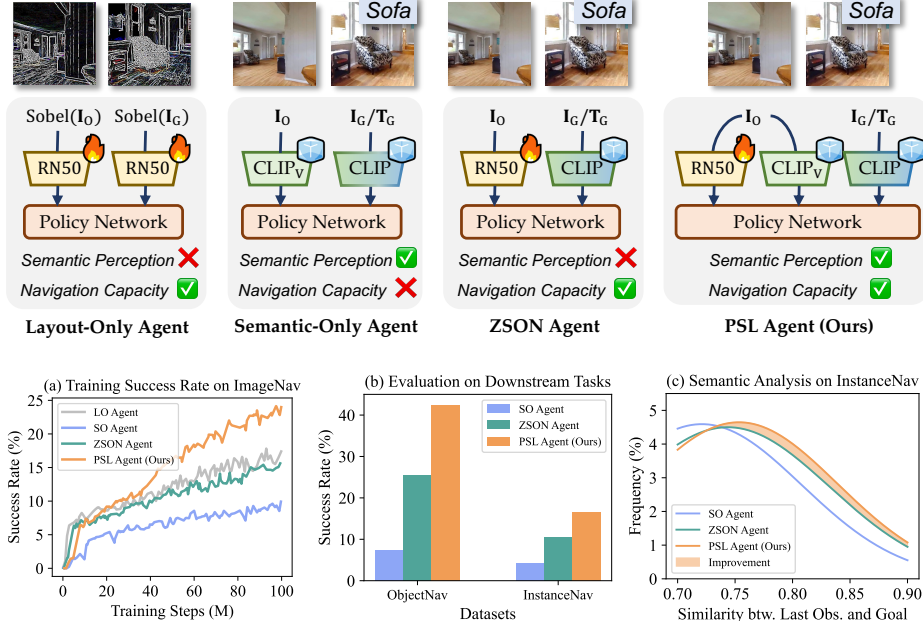 Sofa
Sofa
Sofa
Sobel(I_O) Sobel(I_G)
RN50 RN50
Policy Network
Semantic Perception
Navigation Capacity
Layout-Only Agent
I_O I_G/T_G
CLIP_V CLIP
Policy Network
Semantic Perception
Navigation Capacity
Semantic-Only Agent
I_O I_G/T_G
RN50 CLIP
Policy Network
Semantic Perception
Navigation Capacity
ZSON Agent
I_O I_G/T_G
RN50 CLIP_V CLIP
Policy Network
Semantic Perception
Navigation Capacity
PSL Agent (Ours)
(a) Training Success Rate on ImageNav
Success Rate (%)
25
20
15
10
5
0
LO Agent
SO Agent
ZSON Agent
PSL Agent (Ours)
0 20 40 60 80 100
Training Steps (M)
(b) Evaluation on Downstream Tasks
Success Rate (%)
40
30
20
10
0
SO Agent
ZSON Agent
PSL Agent (Ours)
ObjectNav InstanceNav
Datasets
(c) Semantic Analysis on InstanceNav
Frequency (%)
5
4
3
2
1
0
SO Agent
ZSON Agent
PSL Agent (Ours)
Improvement
0.70 0.75 0.80 0.85 0.90
Similarity btw. Last Obs. and Goal